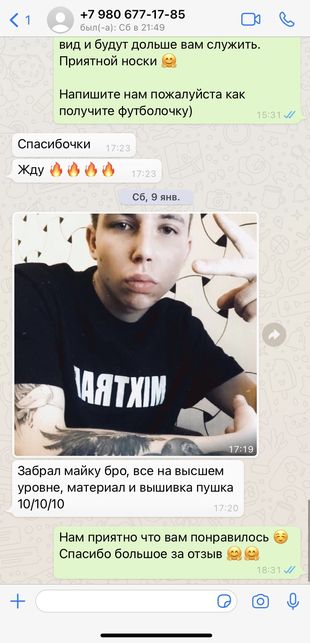 1
+7 980 677-17-85
был(-а): Сб в 21:49
вид и будут дольше вам служить.
Приятной носки 🤗
Напишите нам пожалуйста как
получите футболочку)
15:31
Спасибочки
17:23
Жду 🔥🔥🔥🔥
17:23
Сб, 9 янв.
MIXTRAP
17:19
Забрал майку бро, все на высшем
уровне, материал и вышивка пушка
10/10/10
17:20
Нам приятно что вам понравилось ☺️
Спасибо большое за отзыв 🤗🤗
18:31